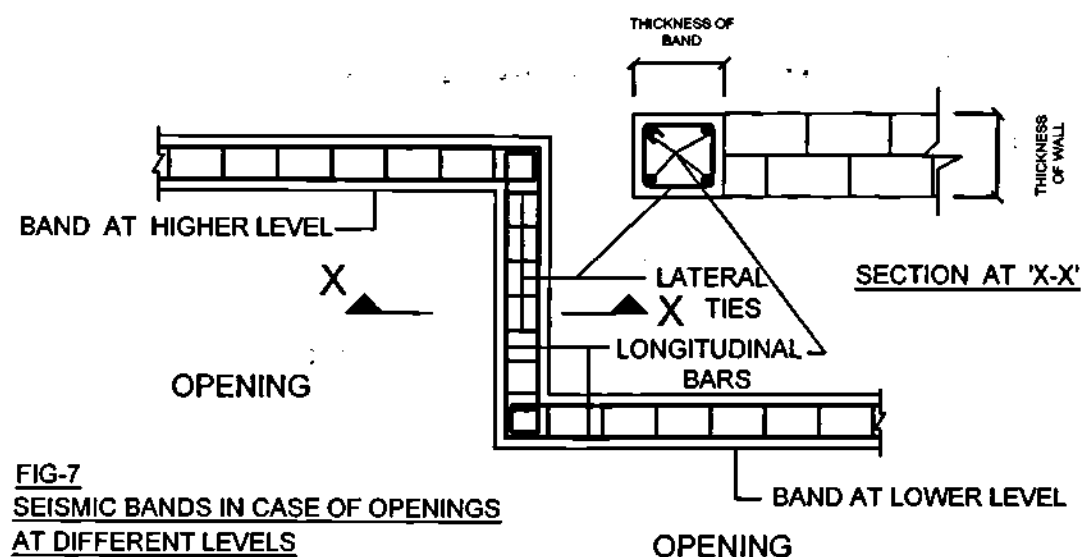 THICKNESS OF
BAND
THICKNESS
OF WALL
BAND AT HIGHER LEVEL
SECTION AT 'X-X'
X
LATERAL
X TIES
LONGITUDINAL
BARS
OPENING
FIG-7
SEISMIC BANDS IN CASE OF OPENINGS
AT DIFFERENT LEVELS
BAND AT LOWER LEVEL
OPENING